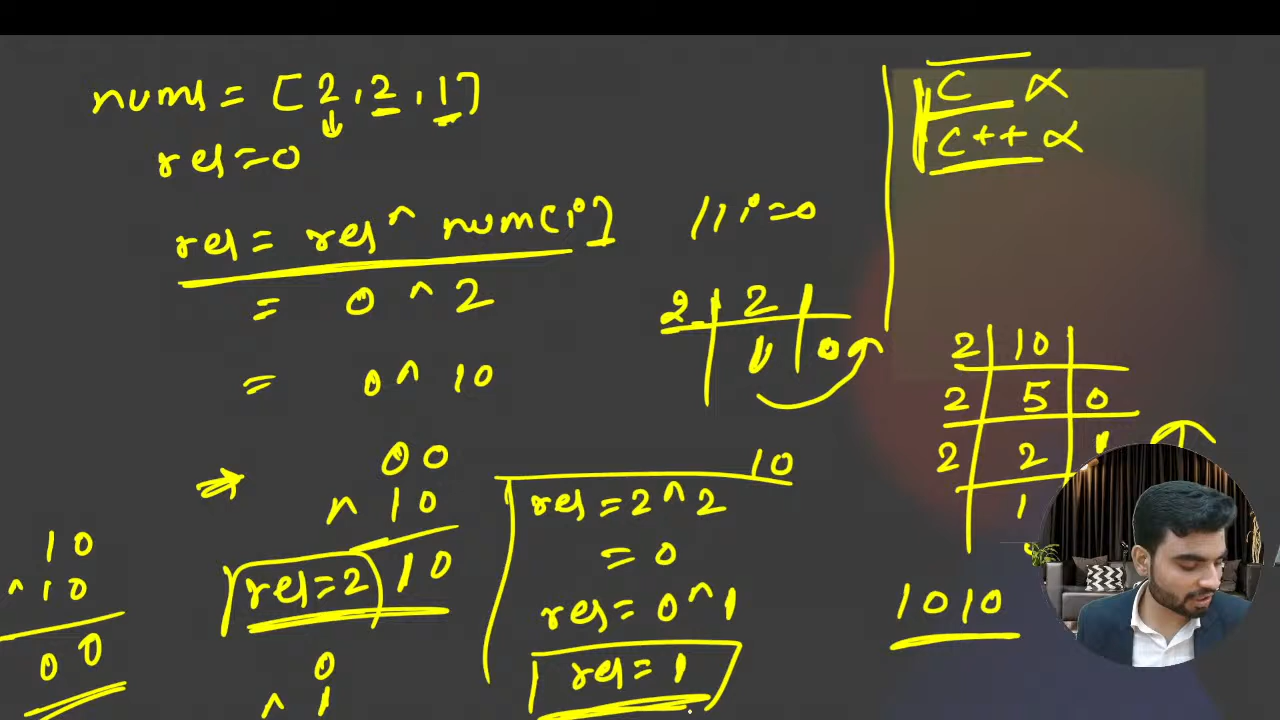 nums = [2, 2, 1]
res=0
res = res ^ num[i] // i=0
= 0 ^ 2
= 0 ^ 10
00
^ 10
res=2 10
0
^ 1
10
^ 10
00
2 2
1 0
10
res = 2 ^ 2
= 0
res = 0 ^ 1
res = 1
C α
C++ α
2 10
2 5 0
2 2 1
1
1010